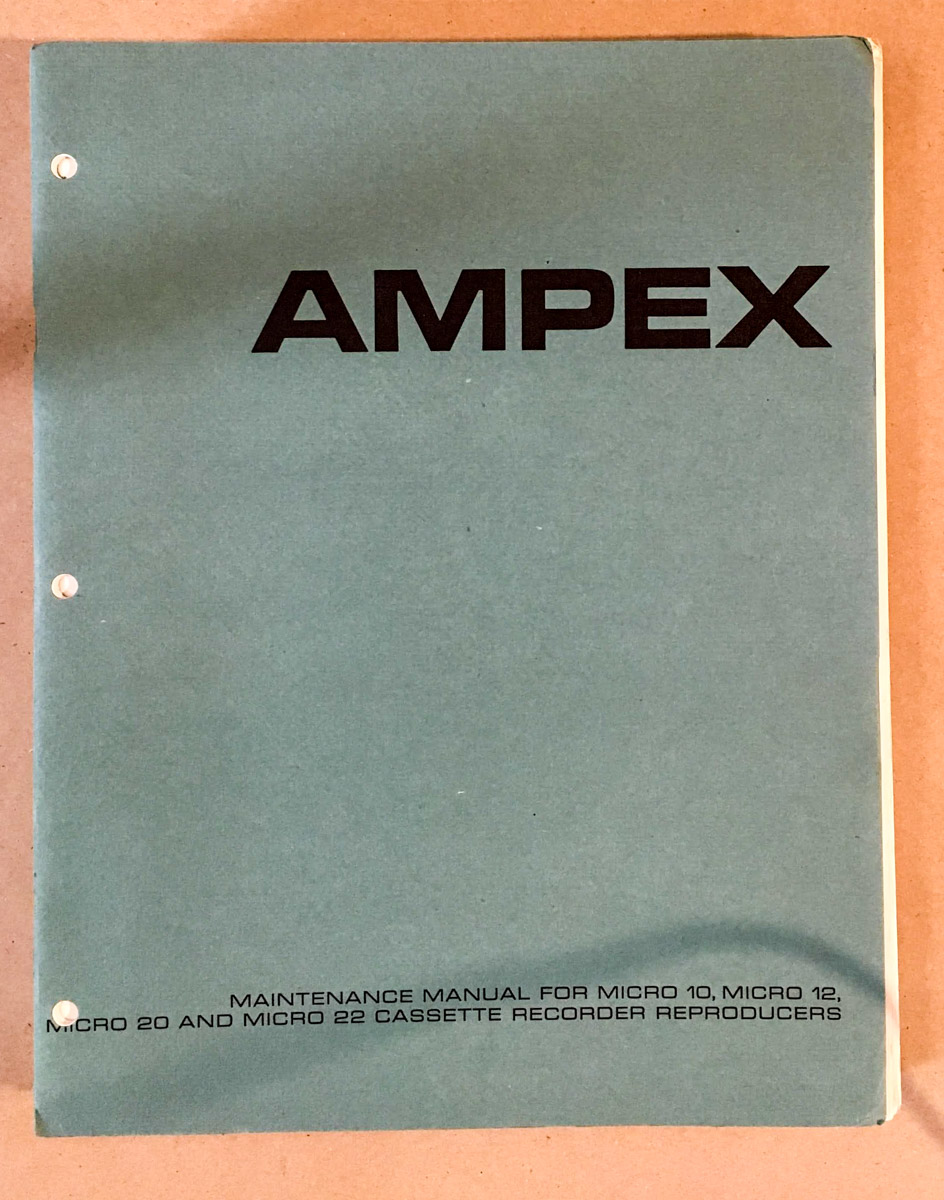 AMPEX
MAINTENANCE MANUAL FOR MICRO 10, MICRO 12,
MICRO 20 AND MICRO 22 CASSETTE RECORDER REPRODUCERS